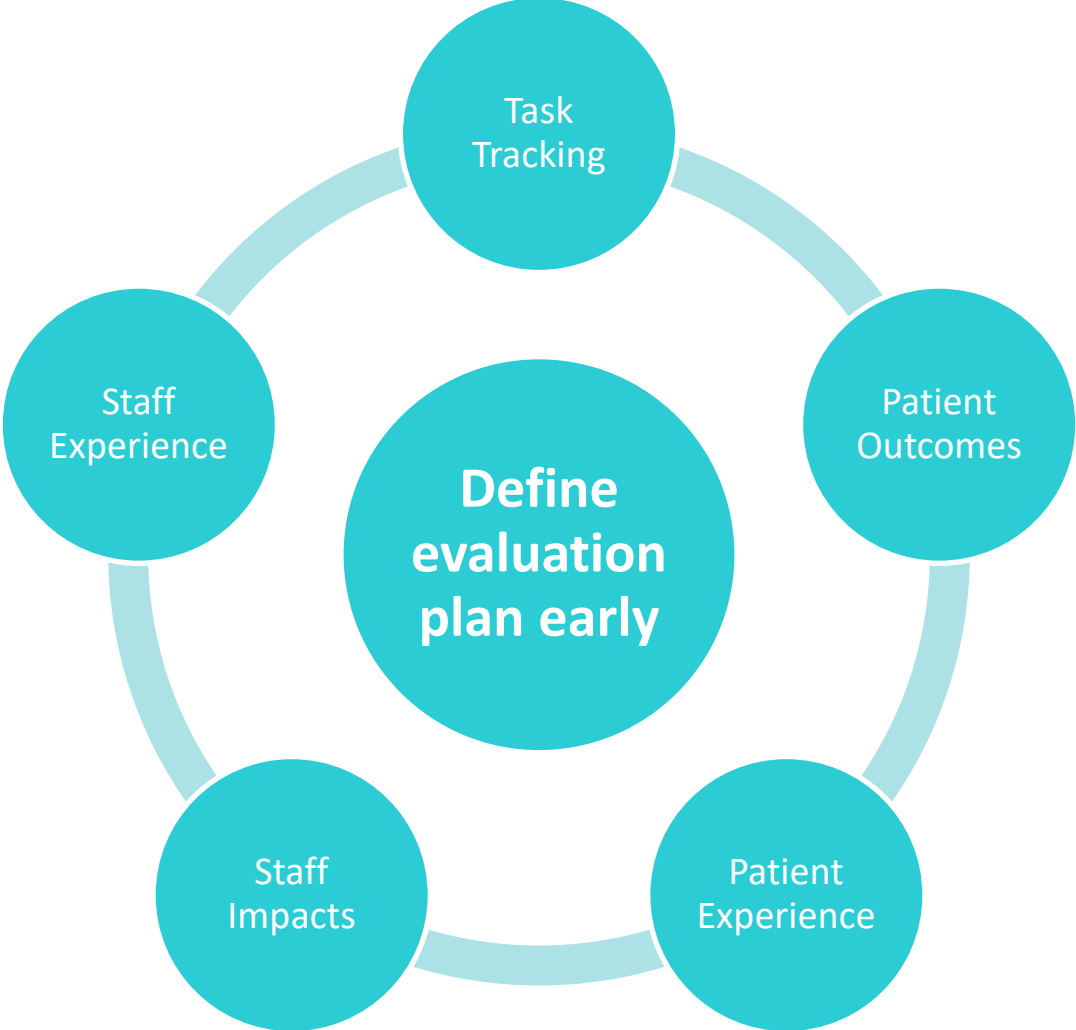 Task
Tracking
Patient
Outcomes
Patient
Experience
Staff
Impacts
Staff
Experience
Define
evaluation
plan early